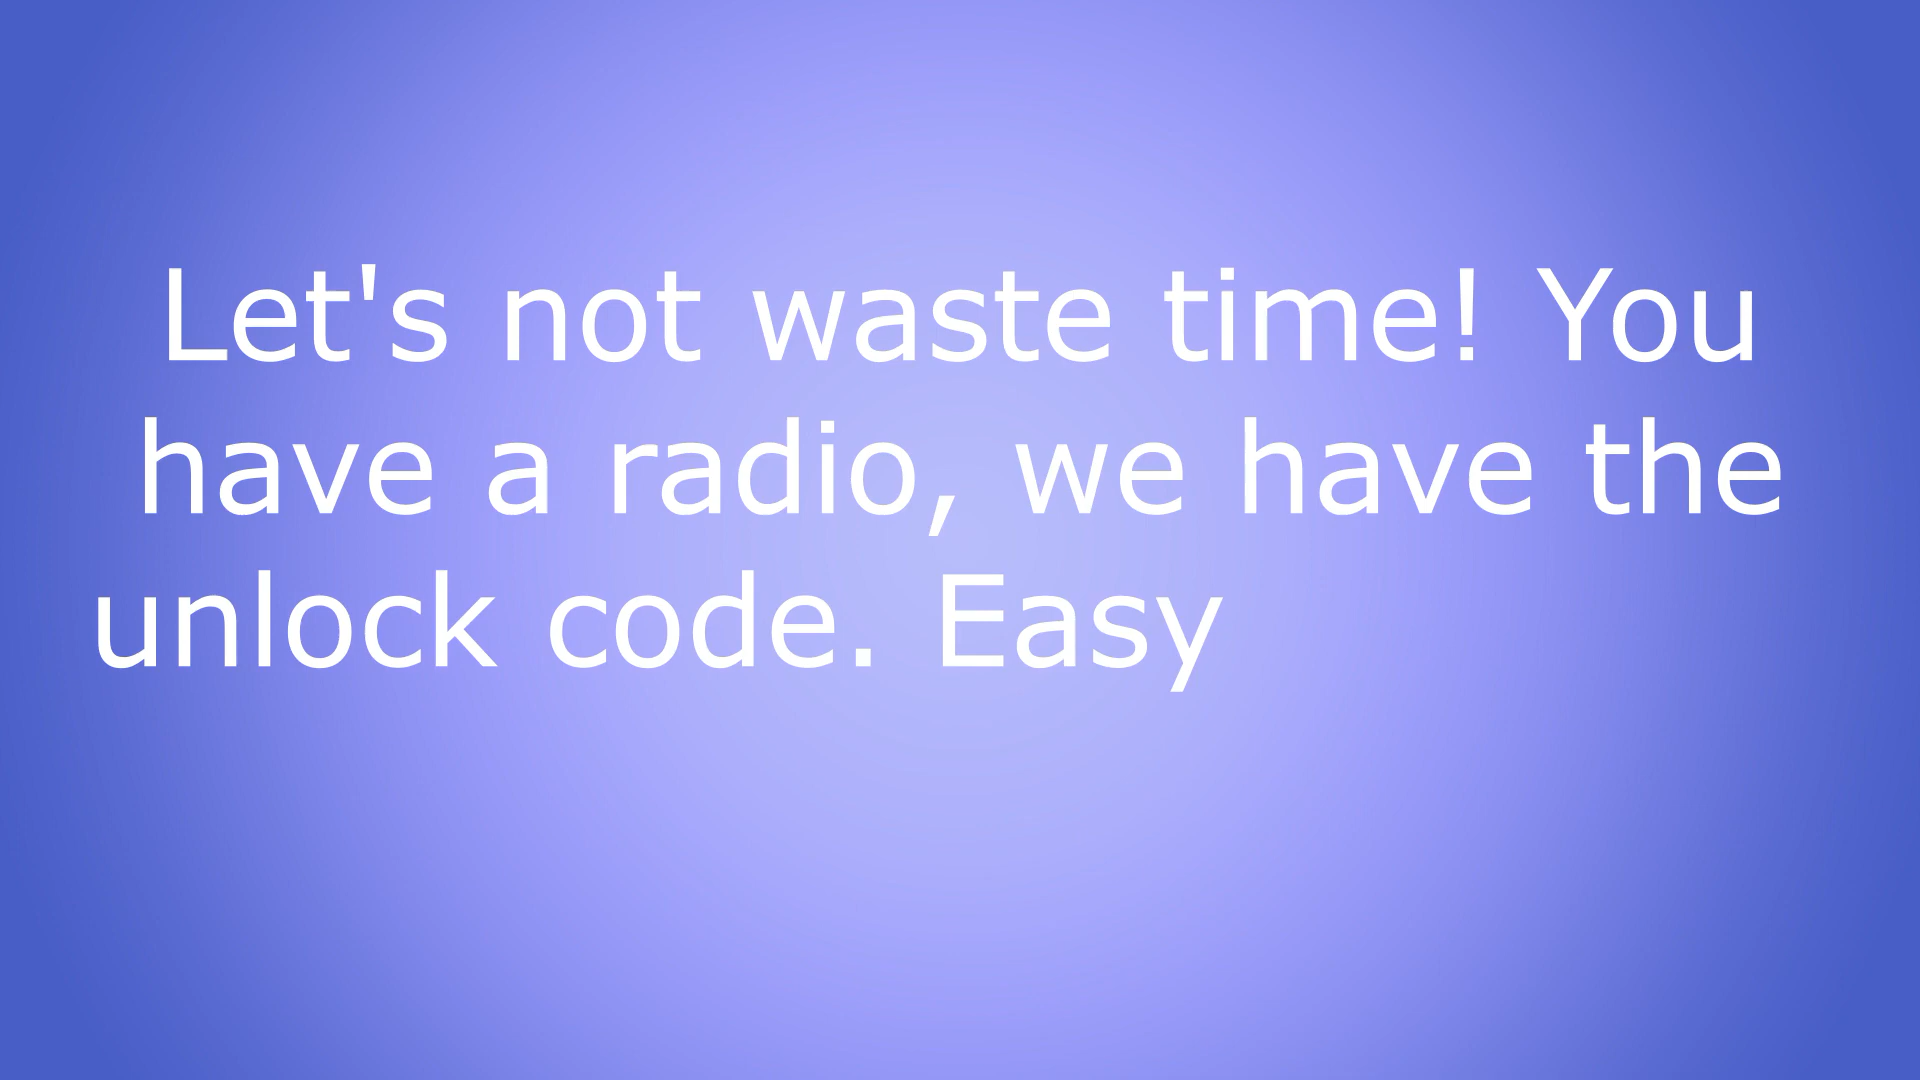 Let's not waste time! You
have a radio, we have the
unlock code. Easy